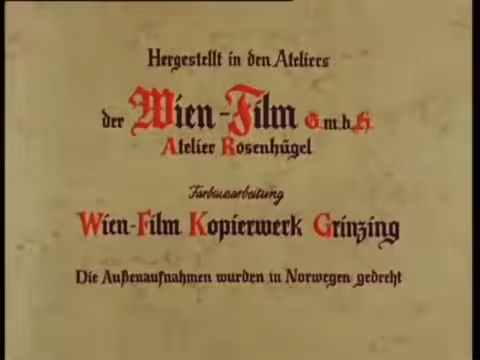 Hergestellt in den Ateliers
der Wien-Film G.m.b.H.
Atelier Rosenhügel
Farbausarbeitung
Wien-Film Kopierwerk Grinzing
Die Außenaufnahmen wurden in Norwegen gedreht